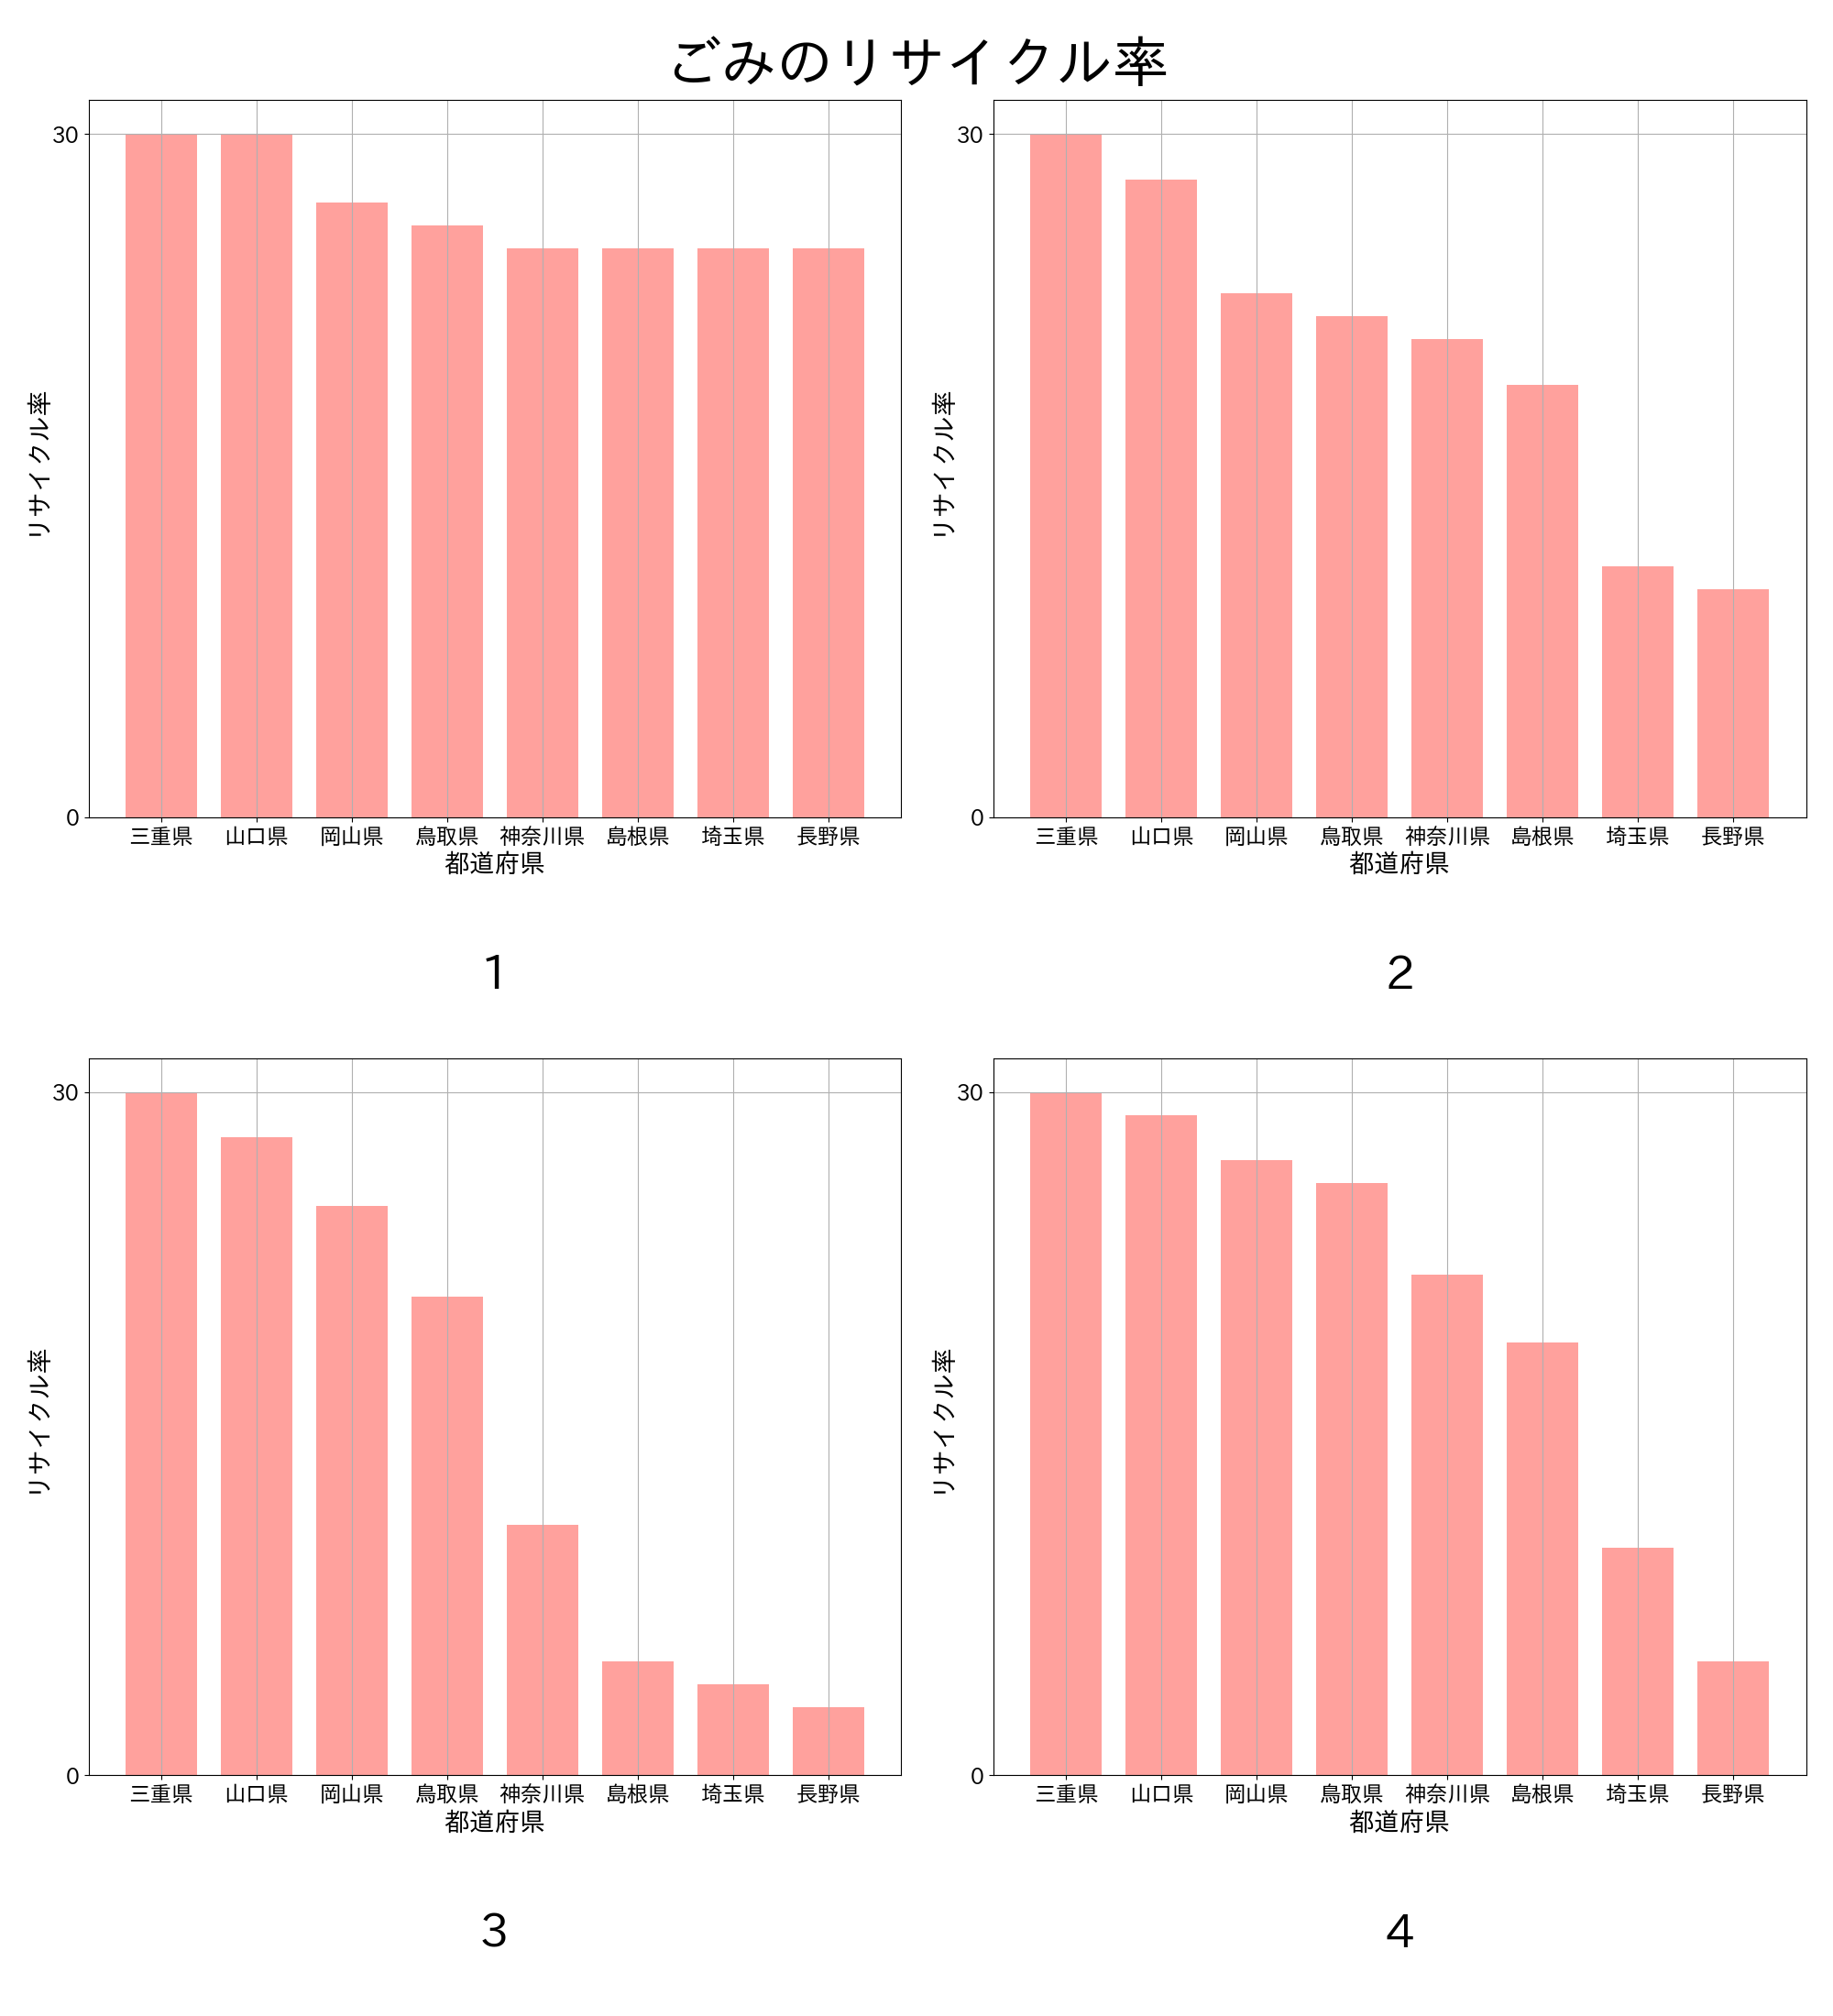 ごみのリサイクル率
30
0
リサイクル率
三重県 山口県 岡山県 鳥取県 神奈川県 島根県 埼玉県 長野県
都道府県
1
30
0
リサイクル率
三重県 山口県 岡山県 鳥取県 神奈川県 島根県 埼玉県 長野県
都道府県
2
30
0
リサイクル率
三重県 山口県 岡山県 鳥取県 神奈川県 島根県 埼玉県 長野県
都道府県
3
30
0
リサイクル率
三重県 山口県 岡山県 鳥取県 神奈川県 島根県 埼玉県 長野県
都道府県
4